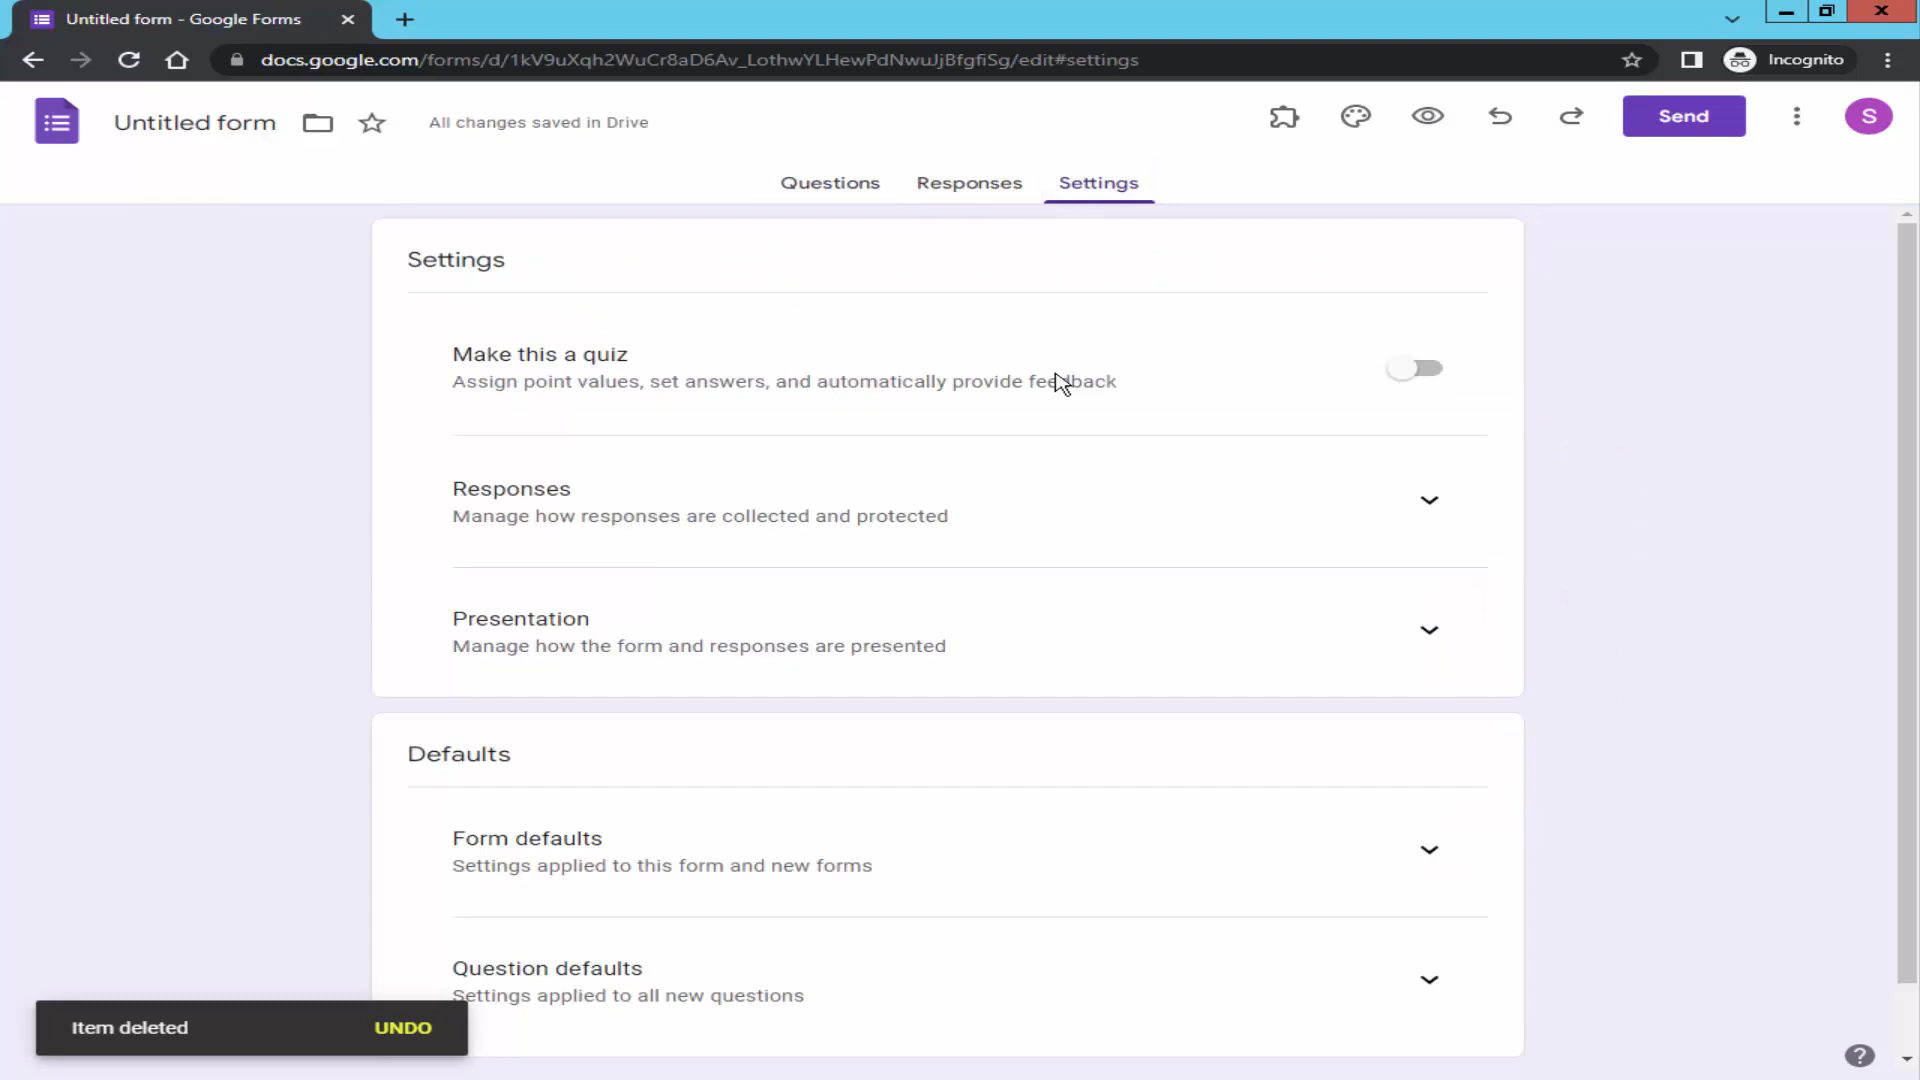 Untitled form - Google Forms
docs.google.com/forms/d/1kV9uXqh2WuCr8aD6Av_LothwYLHewPdNwuJjBfgfiSg/edit#settings
Incognito
Untitled form
All changes saved in Drive
Send
S
Questions
Responses
Settings
Settings
Make this a quiz
Assign point values, set answers, and automatically provide feedback
Responses
Manage how responses are collected and protected
Presentation
Manage how the form and responses are presented
Defaults
Form defaults
Settings applied to this form and new forms
Question defaults
Settings applied to all new questions
Item deleted
UNDO